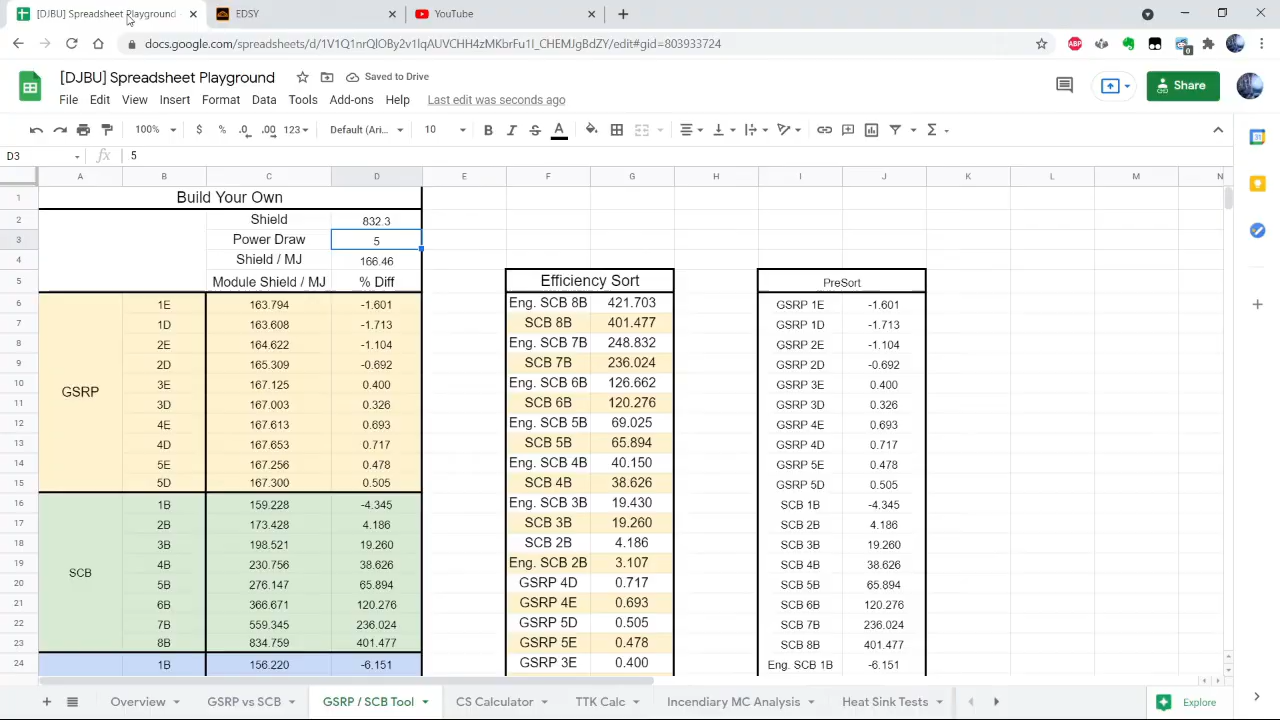 [DJBU] Spreadsheet Playground
EDSY
YouTube
[DJBU] Spreadsheet Playground
Saved to Drive
Share
File Edit View Insert Format Data Tools Add-ons Help Last edit was seconds ago
100% $ % .0 .00 123 Default (Ari... 10 B I S A
D3 fx 5
A B C D E F G H I J K L M N
1 Build Your Own
2 Shield 832.3
3 Power Draw 5
4 Shield / MJ 166.46
5 Module Shield / MJ % Diff Efficiency Sort PreSort
6 1E 163.794 -1.601 Eng. SCB 8B 421.703 GSRP 1E -1.601
7 1D 163.608 -1.713 SCB 8B 401.477 GSRP 1D -1.713
8 2E 164.622 -1.104 Eng. SCB 7B 248.832 GSRP 2E -1.104
9 2D 165.309 -0.692 SCB 7B 236.024 GSRP 2D -0.692
10 3E 167.125 0.400 Eng. SCB 6B 126.662 GSRP 3E 0.400
GSRP
11 3D 167.003 0.326 SCB 6B 120.276 GSRP 3D 0.326
12 4E 167.613 0.693 Eng. SCB 5B 69.025 GSRP 4E 0.693
13 4D 167.653 0.717 SCB 5B 65.894 GSRP 4D 0.717
14 5E 167.256 0.478 Eng. SCB 4B 40.150 GSRP 5E 0.478
15 5D 167.300 0.505 SCB 4B 38.626 GSRP 5D 0.505
16 1B 159.228 -4.345 Eng. SCB 3B 19.430 SCB 1B -4.345
17 2B 173.428 4.186 SCB 3B 19.260 SCB 2B 4.186
18 3B 198.521 19.260 SCB 2B 4.186 SCB 3B 19.260
19 4B 230.756 38.626 Eng. SCB 2B 3.107 SCB 4B 38.626
SCB
20 5B 276.147 65.894 GSRP 4D 0.717 SCB 5B 65.894
21 6B 366.671 120.276 GSRP 4E 0.693 SCB 6B 120.276
22 7B 559.345 236.024 GSRP 5D 0.505 SCB 7B 236.024
23 8B 834.759 401.477 GSRP 5E 0.478 SCB 8B 401.477
24 1B 156.220 -6.151 GSRP 3E 0.400 Eng. SCB 1B -6.151
Overview GSRP vs SCB GSRP / SCB Tool CS Calculator TTK Calc Incendiary MC Analysis Heat Sink Tests Explore